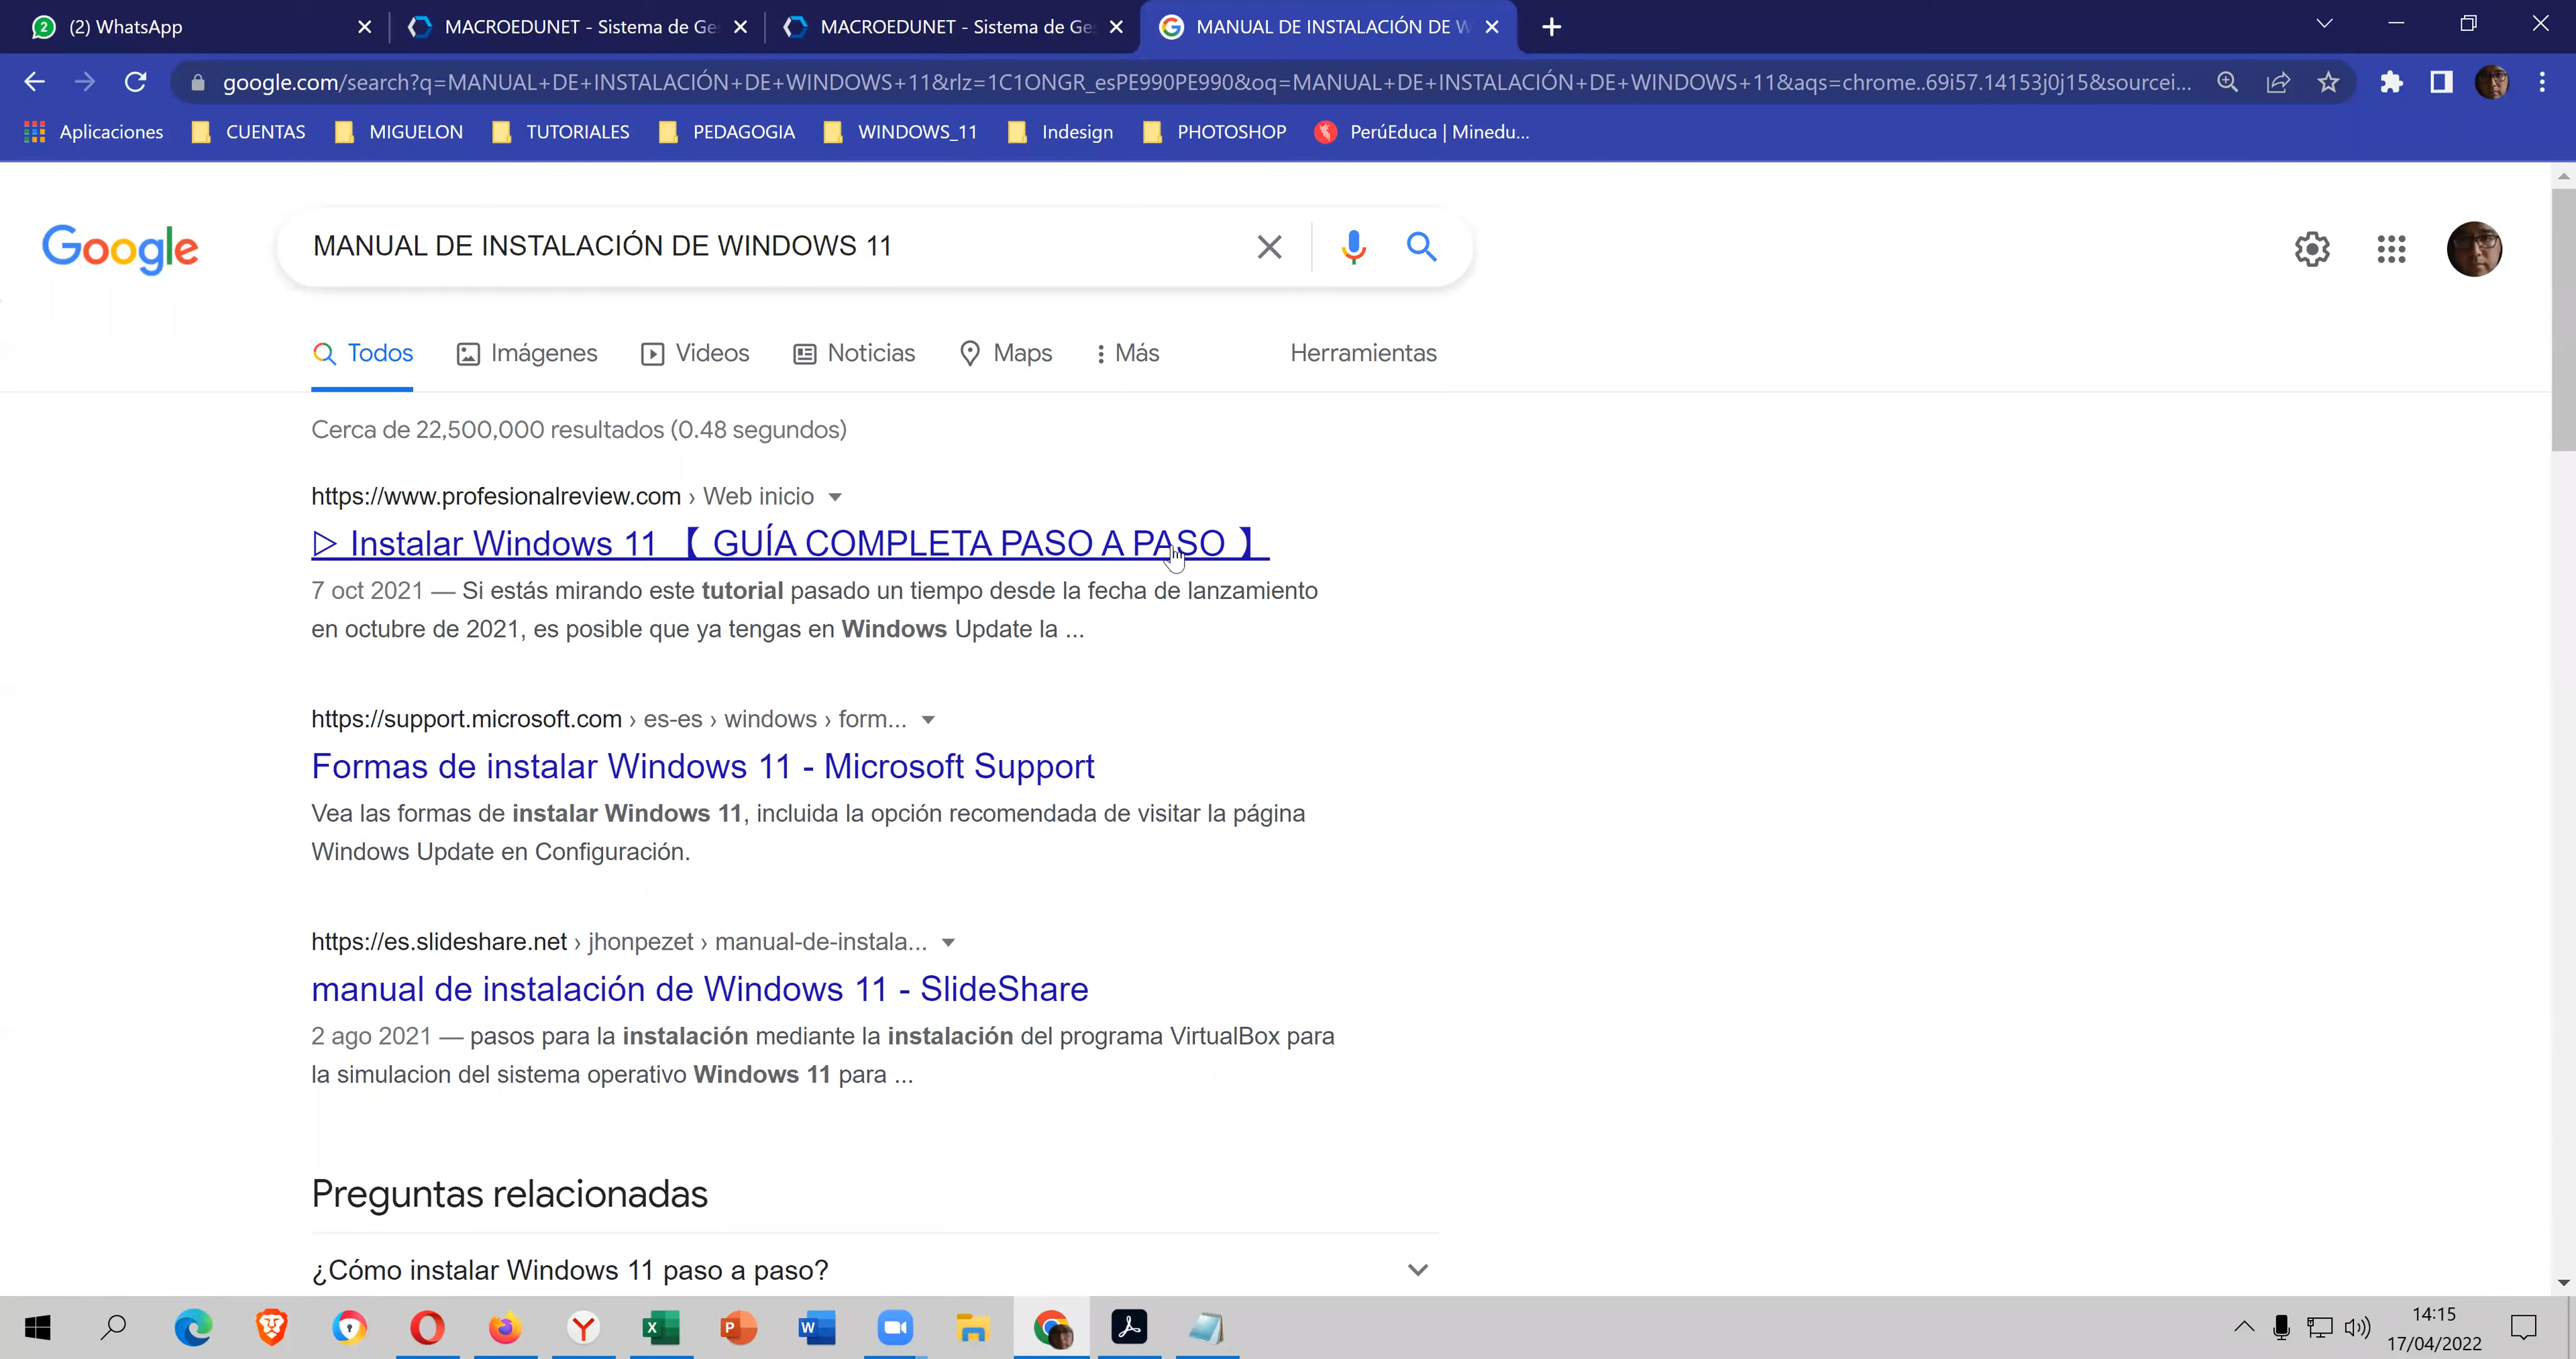 (2) WhatsApp
MACROEDUNET - Sistema de Ge
MACROEDUNET - Sistema de Ge
MANUAL DE INSTALACIÓN DE W
google.com/search?q=MANUAL+DE+INSTALACIÓN+DE+WINDOWS+11&rlz=1C1ONGR_esPE990PE990&oq=MANUAL+DE+INSTALACIÓN+DE+WINDOWS+11&aqs=chrome..69i57.14153j0j15&sourcei...
Aplicaciones CUENTAS MIGUELON TUTORIALES PEDAGOGIA WINDOWS_11 Indesign PHOTOSHOP PerúEduca | Minedu...
Google
MANUAL DE INSTALACIÓN DE WINDOWS 11
Todos Imágenes Videos Noticias Maps Más Herramientas
Cerca de 22,500,000 resultados (0.48 segundos)
https://www.profesionalreview.com › Web inicio
▷ Instalar Windows 11 【 GUÍA COMPLETA PASO A PASO 】
7 oct 2021 — Si estás mirando este tutorial pasado un tiempo desde la fecha de lanzamiento
en octubre de 2021, es posible que ya tengas en Windows Update la ...
https://support.microsoft.com › es-es › windows › form...
Formas de instalar Windows 11 - Microsoft Support
Vea las formas de instalar Windows 11, incluida la opción recomendada de visitar la página
Windows Update en Configuración.
https://es.slideshare.net › jhonpezet › manual-de-instala...
manual de instalación de Windows 11 - SlideShare
2 ago 2021 — pasos para la instalación mediante la instalación del programa VirtualBox para
la simulacion del sistema operativo Windows 11 para ...
Preguntas relacionadas
¿Cómo instalar Windows 11 paso a paso?
14:15
17/04/2022